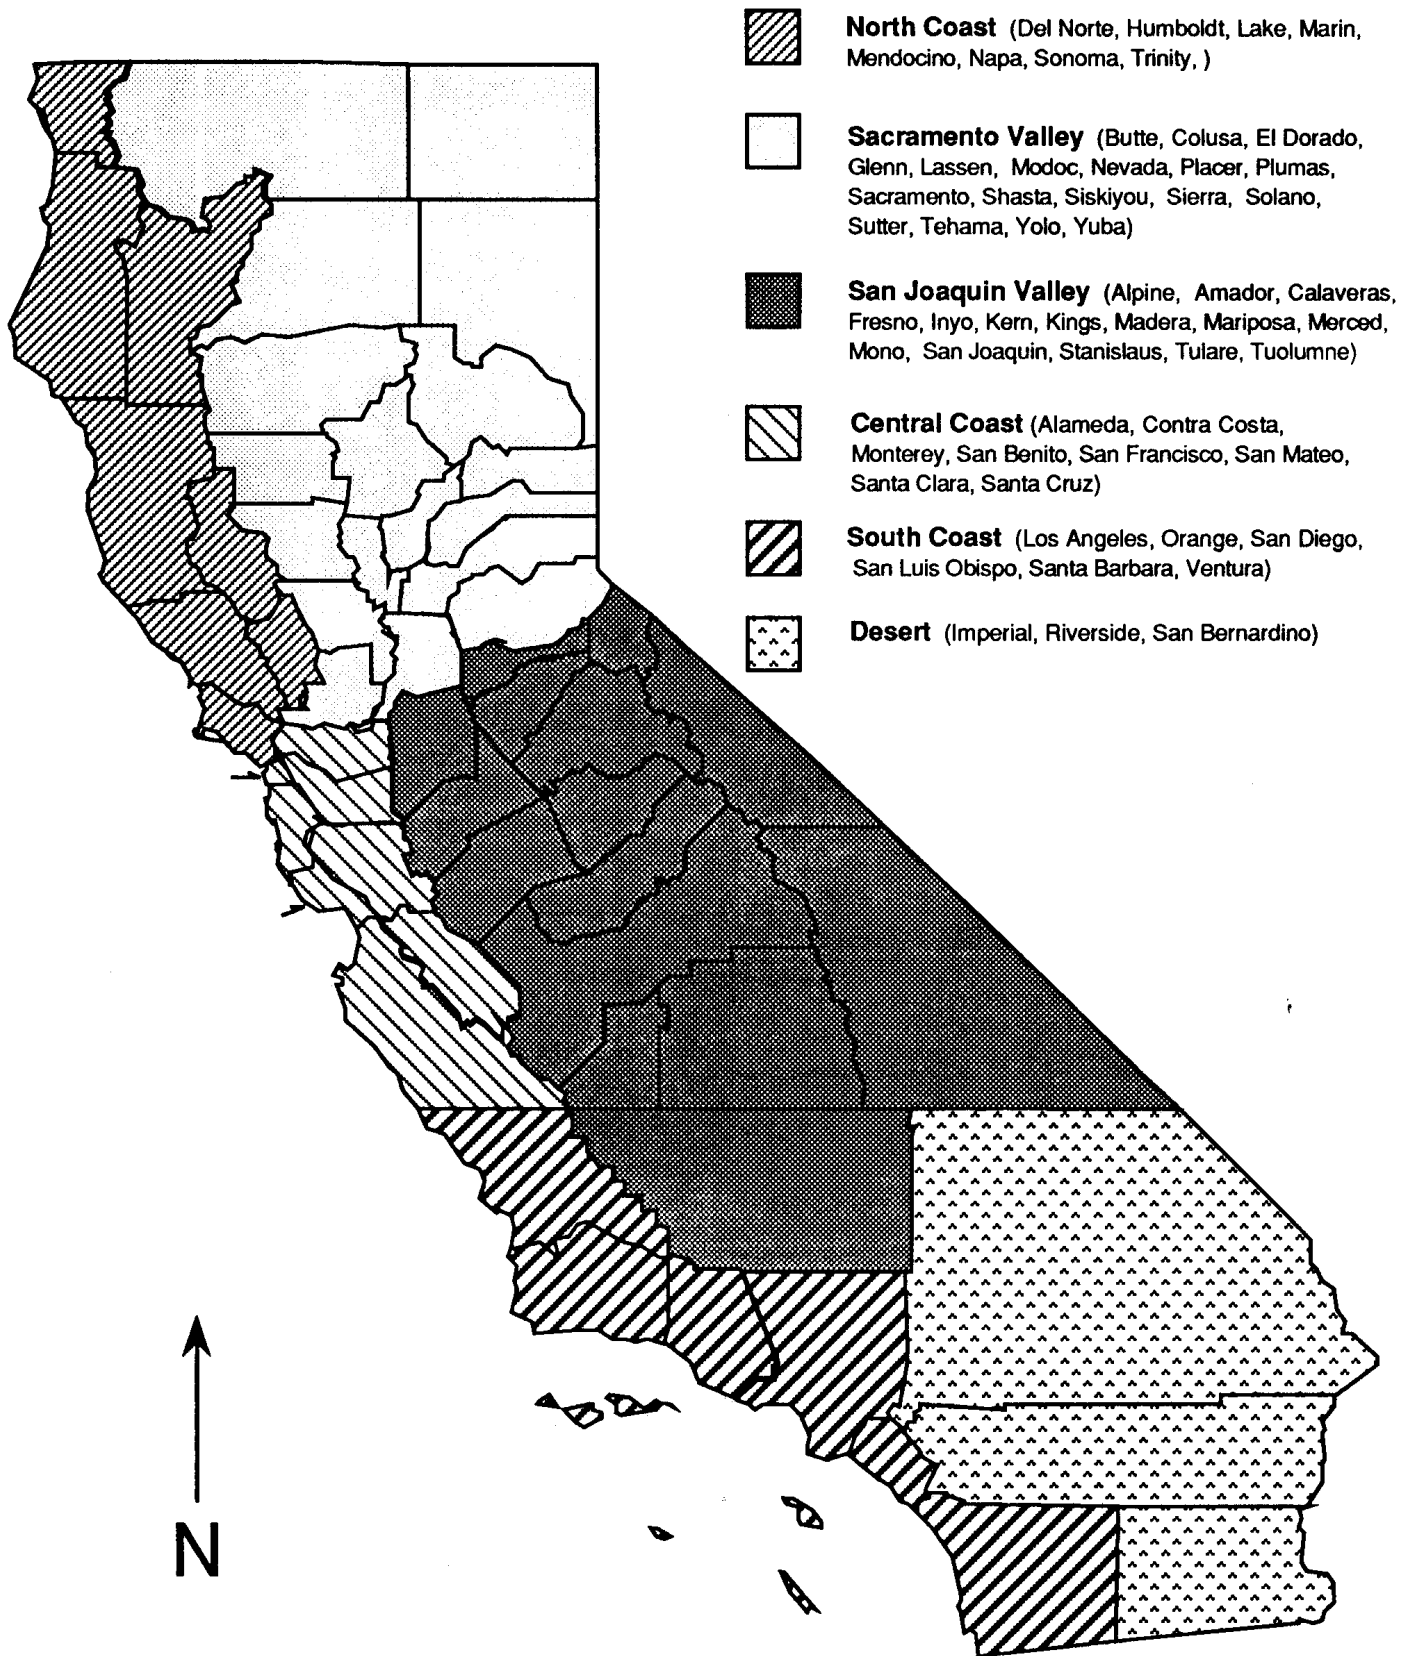 North Coast (Del Norte, Humboldt, Lake, Marin,
Mendocino, Napa, Sonoma, Trinity, )
Sacramento Valley (Butte, Colusa, El Dorado,
Glenn, Lassen, Modoc, Nevada, Placer, Plumas,
Sacramento, Shasta, Siskiyou, Sierra, Solano,
Sutter, Tehama, Yolo, Yuba)
San Joaquin Valley (Alpine, Amador, Calaveras,
Fresno, Inyo, Kern, Kings, Madera, Mariposa, Merced,
Mono, San Joaquin, Stanislaus, Tulare, Tuolumne)
Central Coast (Alameda, Contra Costa,
Monterey, San Benito, San Francisco, San Mateo,
Santa Clara, Santa Cruz)
South Coast (Los Angeles, Orange, San Diego,
San Luis Obispo, Santa Barbara, Ventura)
Desert (Imperial, Riverside, San Bernardino)
N